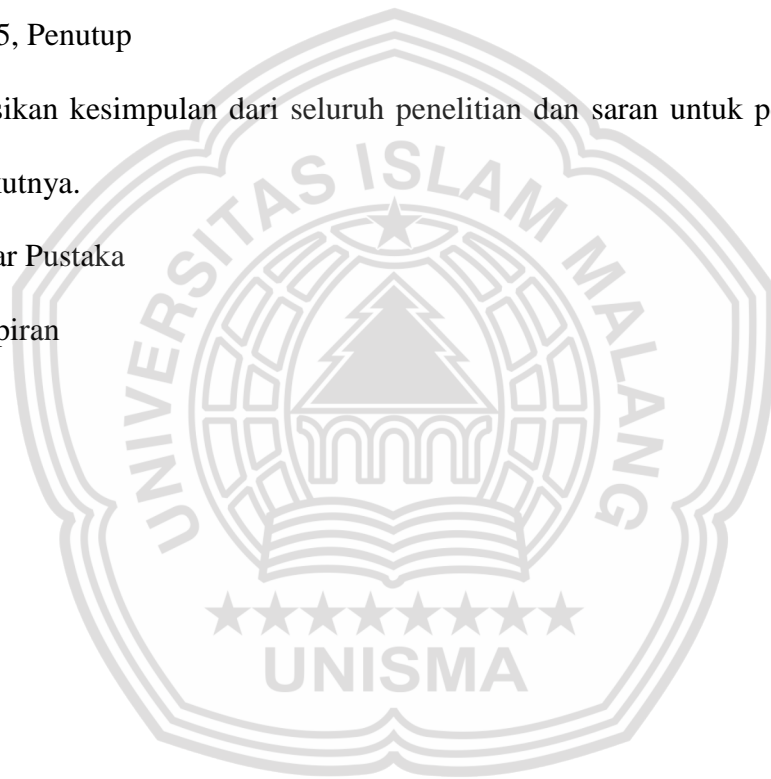 5, Penutup
sikan kesimpulan dari seluruh penelitian dan saran untuk p
utnya.
ar Pustaka
piran
UNIVERSITAS ISLAM MALANG
UNISMA